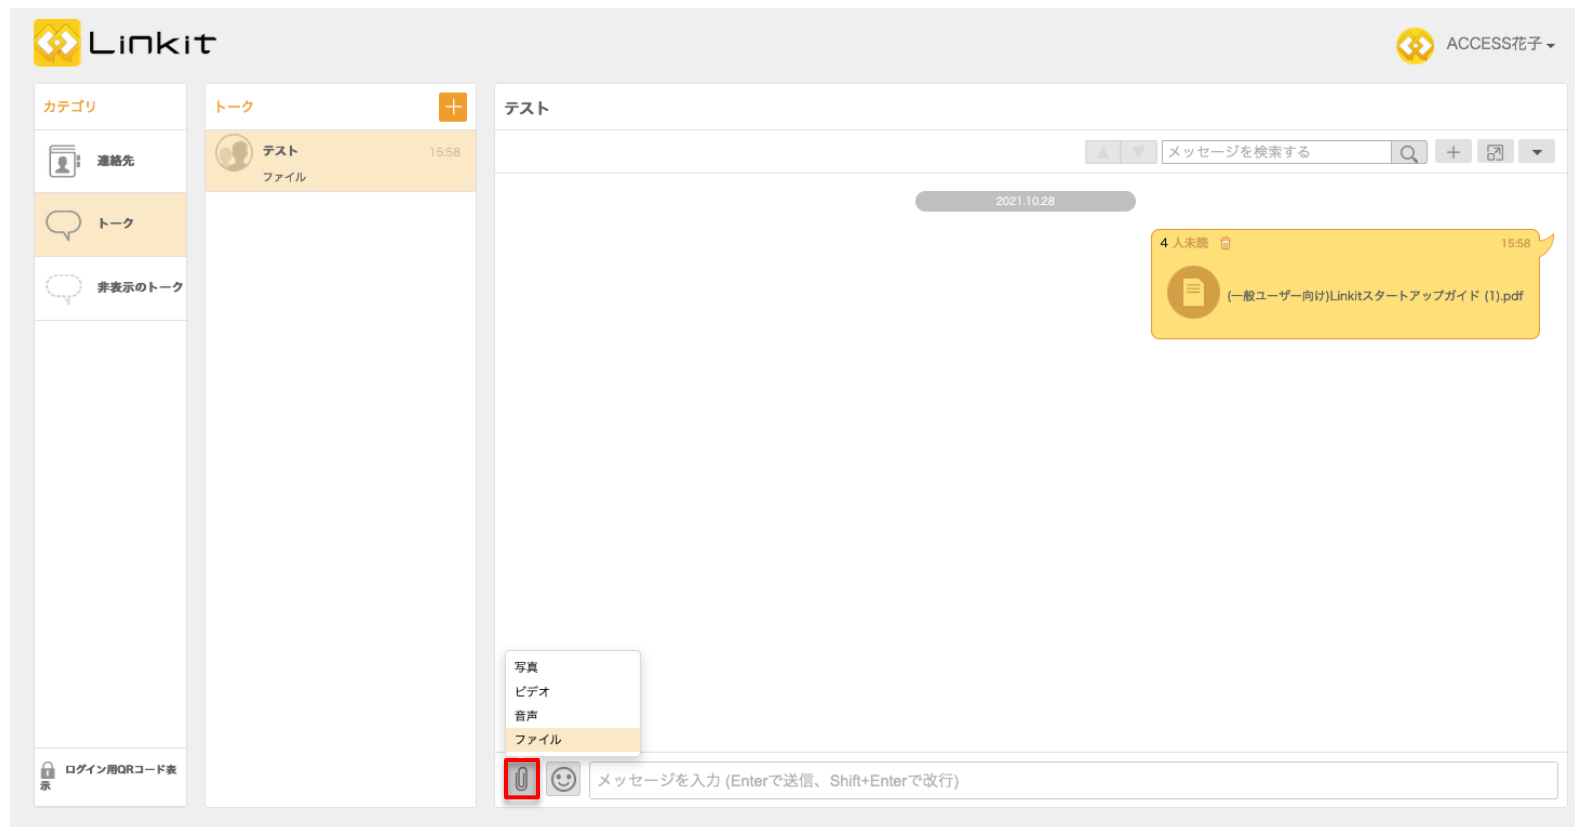 Linkit
ACCESS花子
カテゴリ
連絡先
トーク
非表示のトーク
ログイン用QRコード表
示
トーク
テスト 15:58
ファイル
テスト
メッセージを検索する
2021.10.28
4 人未読 15:58
(一般ユーザー向け)Linkitスタートアップガイド (1).pdf
写真
ビデオ
音声
ファイル
メッセージを入力 (Enterで送信、Shift+Enterで改行)